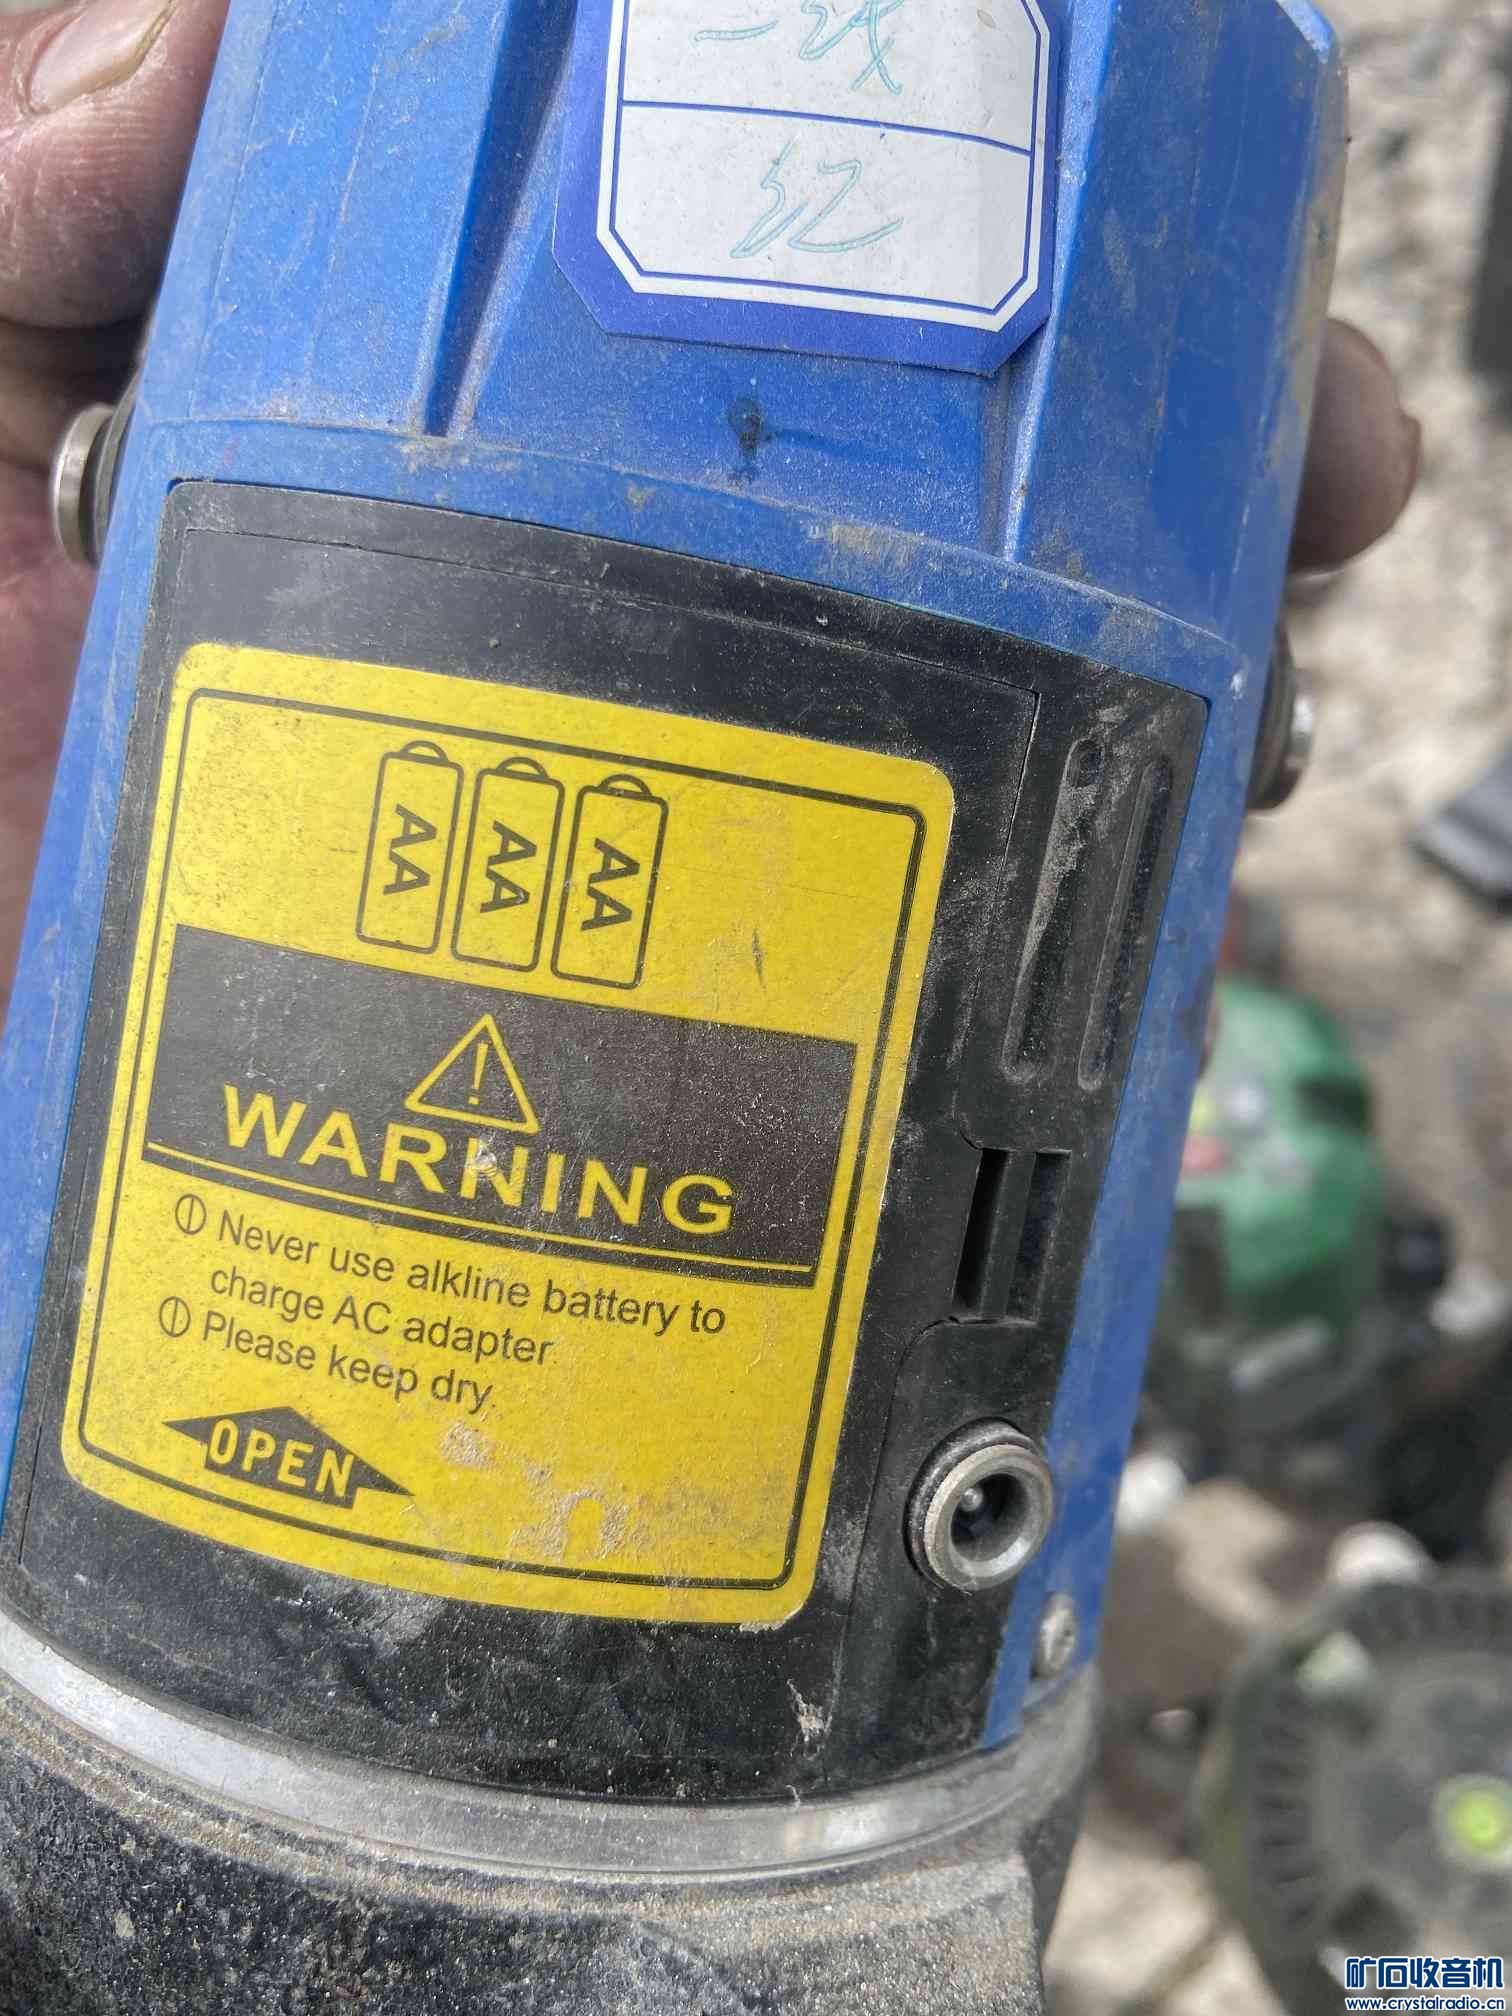 一线
红
AA AA AA
WARNING
Never use alkline battery to
charge AC adapter.
Please keep dry.
OPEN
矿石收音机
www.crystalradio.cn